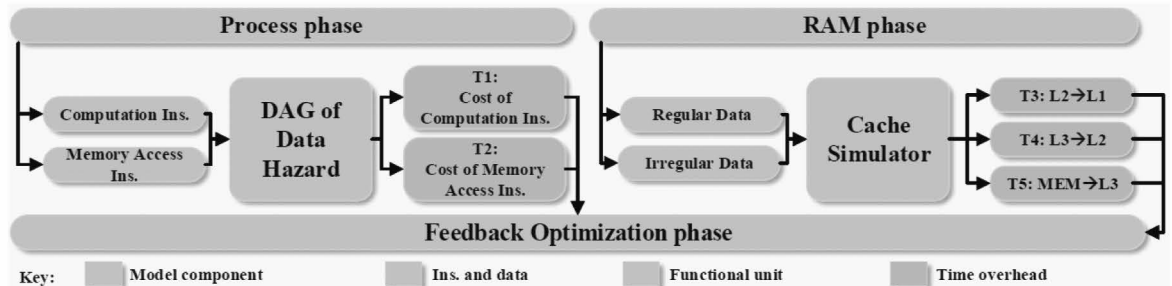 Process phase
RAM phase
Computation Ins.
Memory Access
Ins.
DAG of
Data
Hazard
T1:
Cost of
Computation Ins.
T2:
Cost of Memory
Access Ins.
Regular Data
Irregular Data
Cache
Simulator
T3: L2→L1
T4: L3→L2
T5: MEM→L3
Feedback Optimization phase
Key:
Model component
Ins. and data
Functional unit
Time overhead